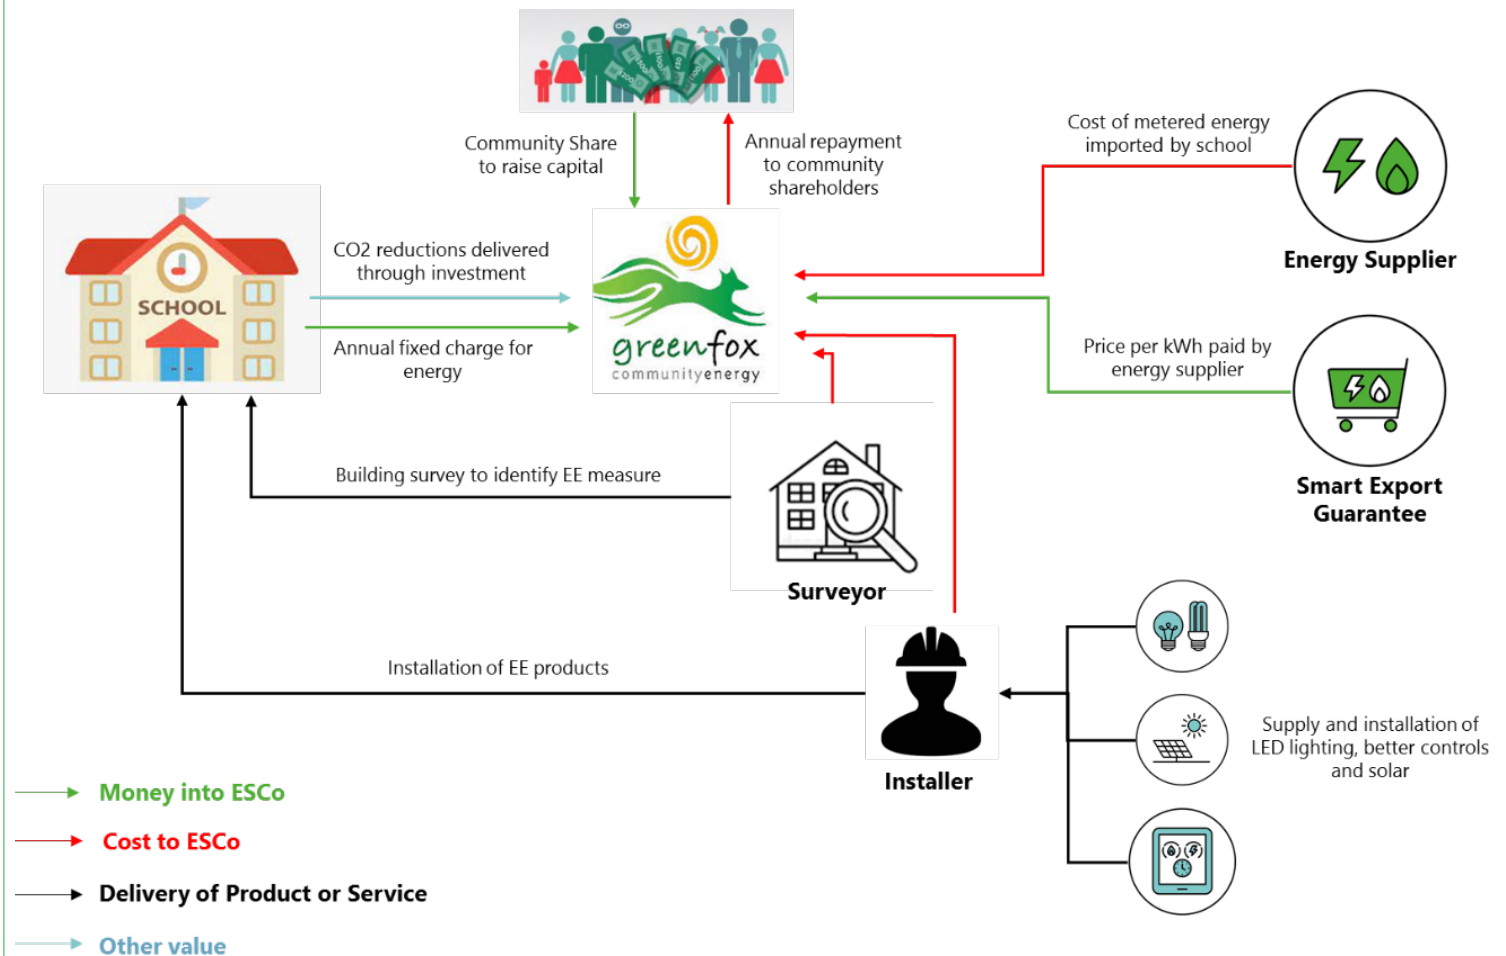 Community Share
to raise capital
Annual repayment
to community
shareholders
Cost of metered energy
imported by school
Energy Supplier
CO2 reductions delivered
through investment
SCHOOL
Annual fixed charge for
energy
greenfox
communityenergy
Price per kWh paid by
energy supplier
Smart Export
Guarantee
Building survey to identify EE measure
Surveyor
Installation of EE products
Installer
Supply and installation of
LED lighting, better controls
and solar
Money into ESCo
Cost to ESCo
Delivery of Product or Service
Other value